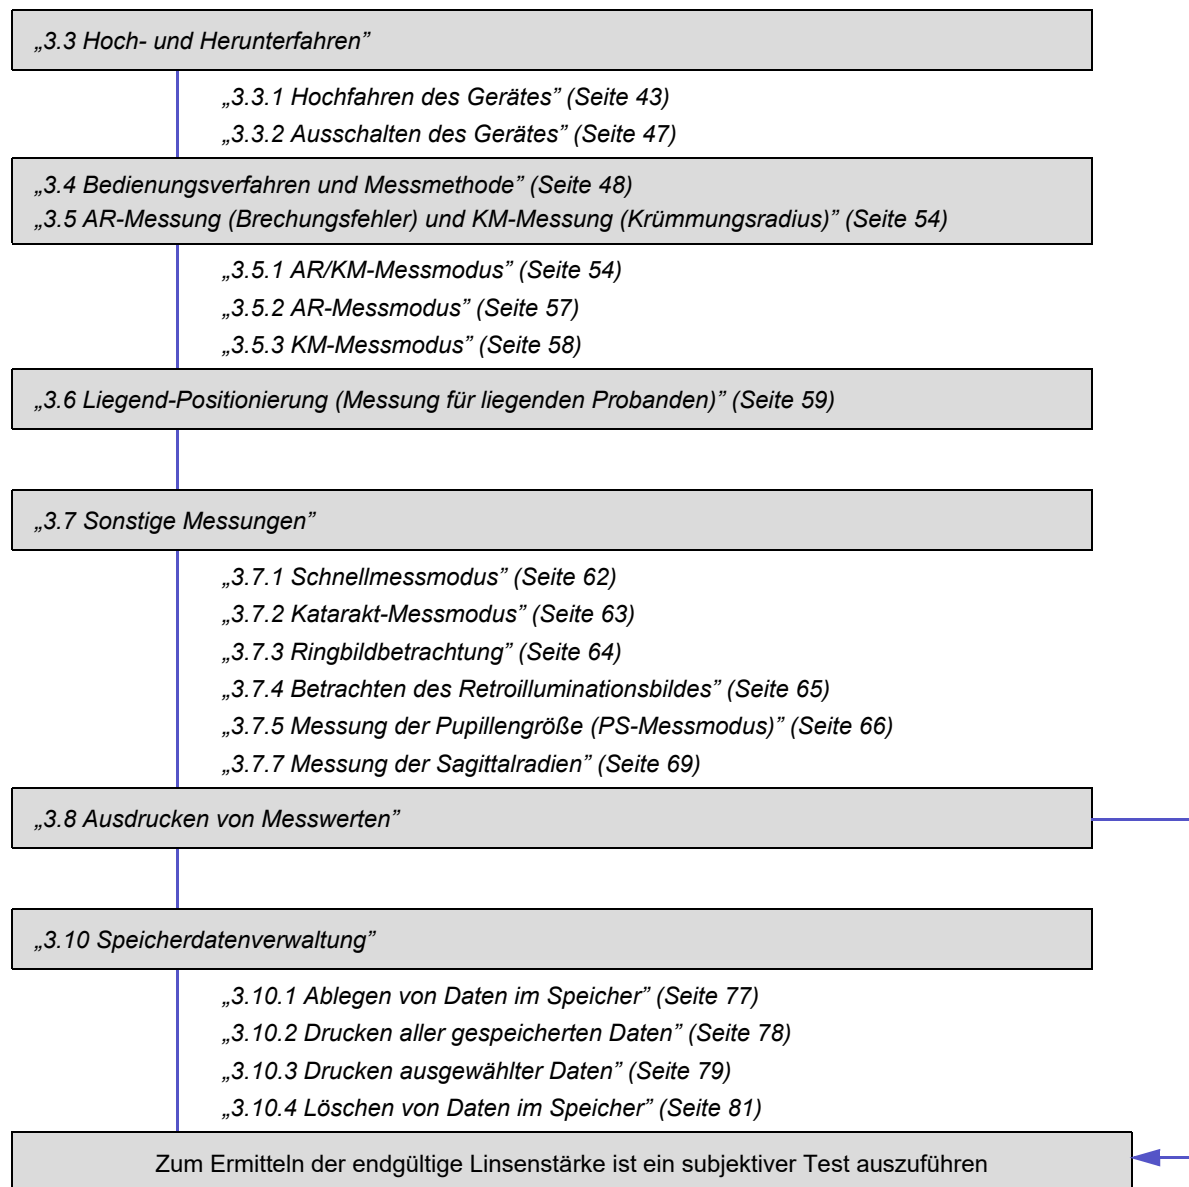 „3.3 Hoch- und Herunterfahren”
„3.3.1 Hochfahren des Gerätes” (Seite 43)
„3.3.2 Ausschalten des Gerätes” (Seite 47)
„3.4 Bedienungsverfahren und Messmethode” (Seite 48)
„3.5 AR-Messung (Brechungsfehler) und KM-Messung (Krümmungsradius)” (Seite 54)
„3.5.1 AR/KM-Messmodus” (Seite 54)
„3.5.2 AR-Messmodus” (Seite 57)
„3.5.3 KM-Messmodus” (Seite 58)
„3.6 Liegend-Positionierung (Messung für liegenden Probanden)” (Seite 59)
„3.7 Sonstige Messungen”
„3.7.1 Schnellmessmodus” (Seite 62)
„3.7.2 Katarakt-Messmodus” (Seite 63)
„3.7.3 Ringbildbetrachtung” (Seite 64)
„3.7.4 Betrachten des Retroilluminationsbildes” (Seite 65)
„3.7.5 Messung der Pupillengröße (PS-Messmodus)” (Seite 66)
„3.7.7 Messung der Sagittalradien” (Seite 69)
„3.8 Ausdrucken von Messwerten”
„3.10 Speicherdatenverwaltung”
„3.10.1 Ablegen von Daten im Speicher” (Seite 77)
„3.10.2 Drucken aller gespeicherten Daten” (Seite 78)
„3.10.3 Drucken ausgewählter Daten” (Seite 79)
„3.10.4 Löschen von Daten im Speicher” (Seite 81)
Zum Ermitteln der endgültige Linsenstärke ist ein subjektiver Test auszuführen